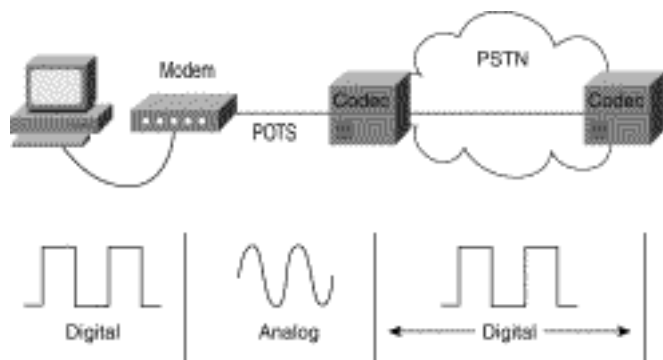 Modem
PSTN
Codec
Codec
POTS
Digital
Analog
Digital